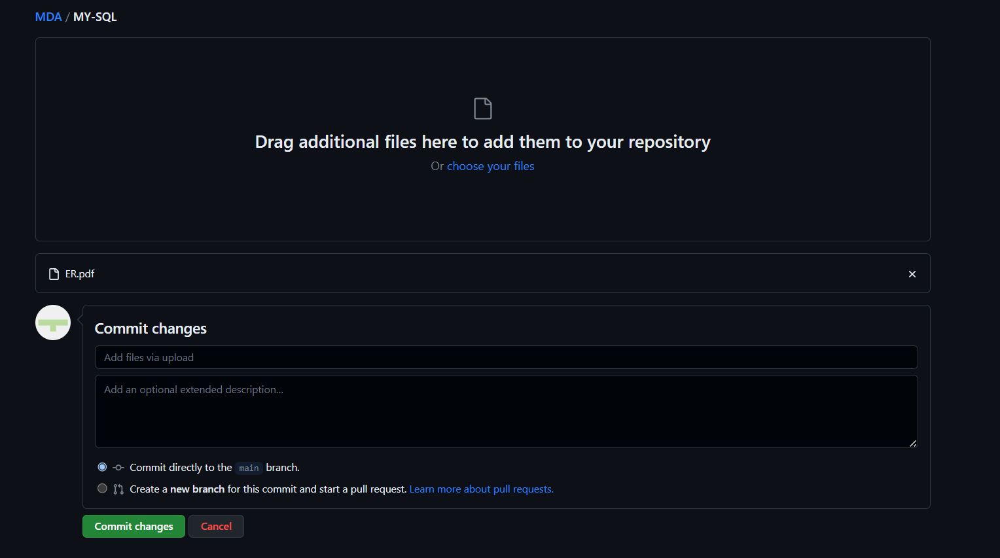 MDA / MY-SQL
Drag additional files here to add them to your repository
Or choose your files
ER.pdf
Commit changes
Add files via upload
Add an optional extended description...
Commit directly to the main branch.
Create a new branch for this commit and start a pull request. Learn more about pull requests.
Commit changes Cancel